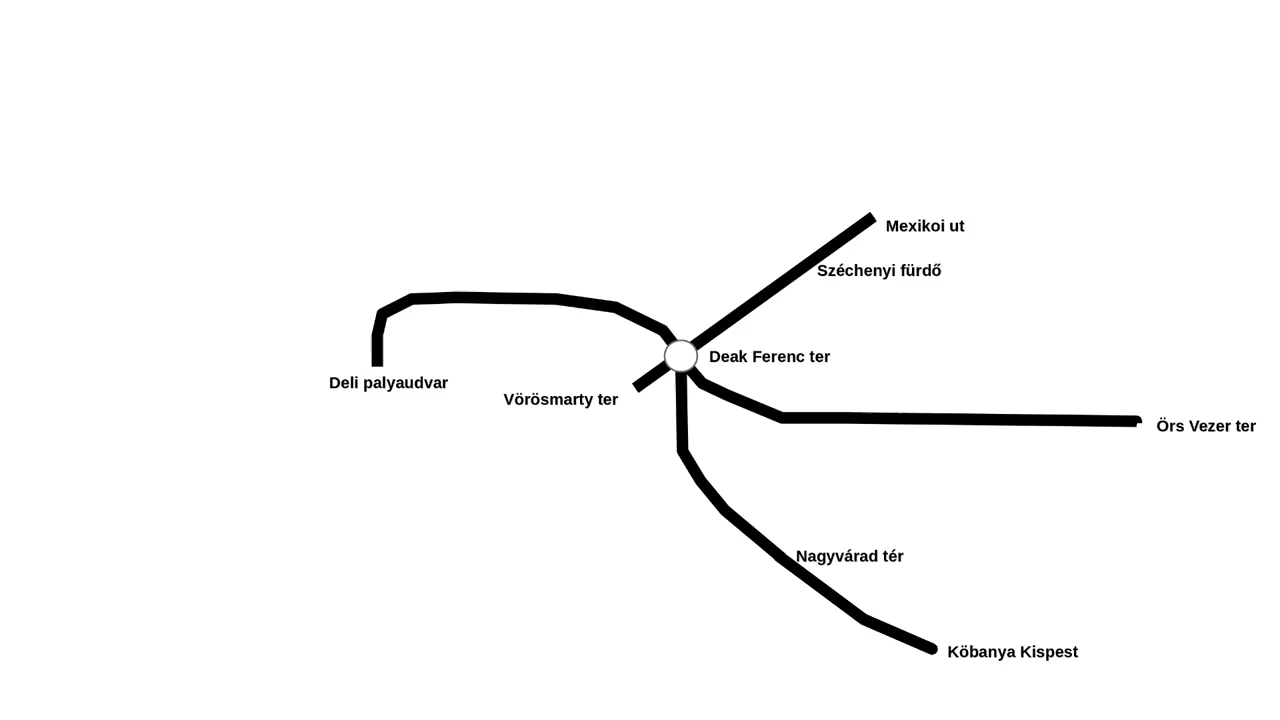 Mexikoi ut
Széchenyi fürdő
Deak Ferenc ter
Deli palyaudvar
Vörösmarty ter
Örs Vezer ter
Nagyvárad tér
Köbanya Kispest